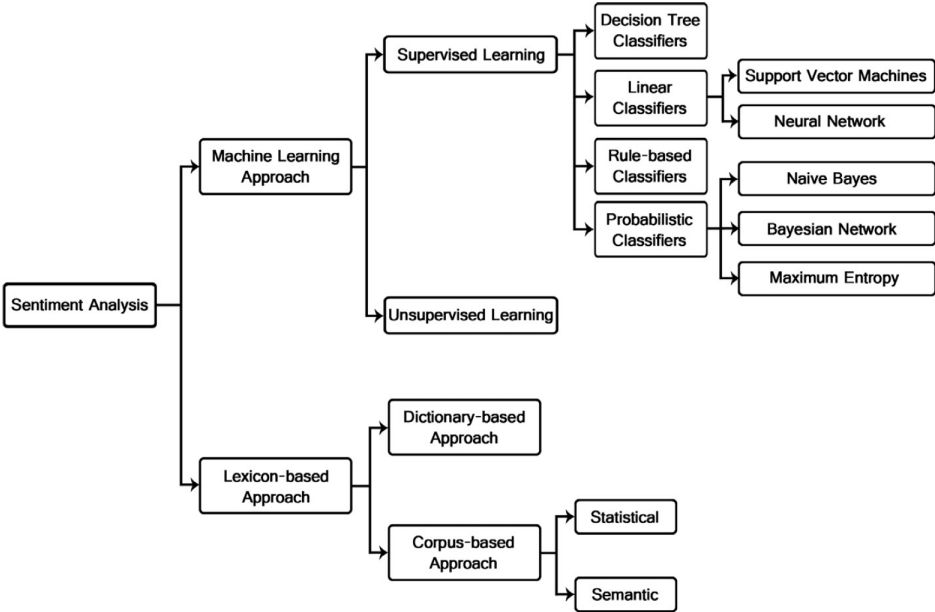 Decision Tree
Classifiers
Supervised Learning
Linear
Classifiers
Support Vector Machines
Neural Network
Machine Learning
Approach
Rule-based
Classifiers
Naive Bayes
Probabilistic
Classifiers
Bayesian Network
Maximum Entropy
Sentiment Analysis
Unsupervised Learning
Dictionary-based
Approach
Lexicon-based
Approach
Statistical
Corpus-based
Approach
Semantic